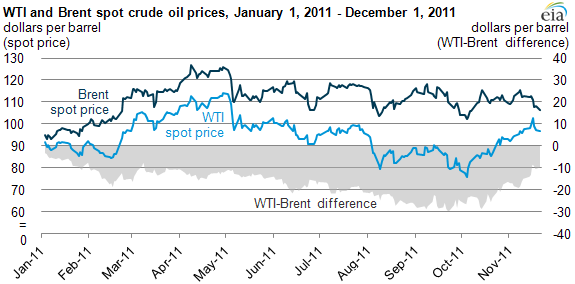 WTI and Brent spot crude oil prices, January 1, 2011 - December 1, 2011
dollars per barrel
(spot price)
eia
dollars per barrel
(WTI-Brent difference)
130
120
110
100
90
80
70
60
=
0
40
30
20
10
0
-10
-20
-30
-40
Brent
spot price
WTI
spot price
WTI-Brent difference
Jan-11
Feb-11
Mar-11
Apr-11
May-11
Jun-11
Jul-11
Aug-11
Sep-11
Oct-11
Nov-11